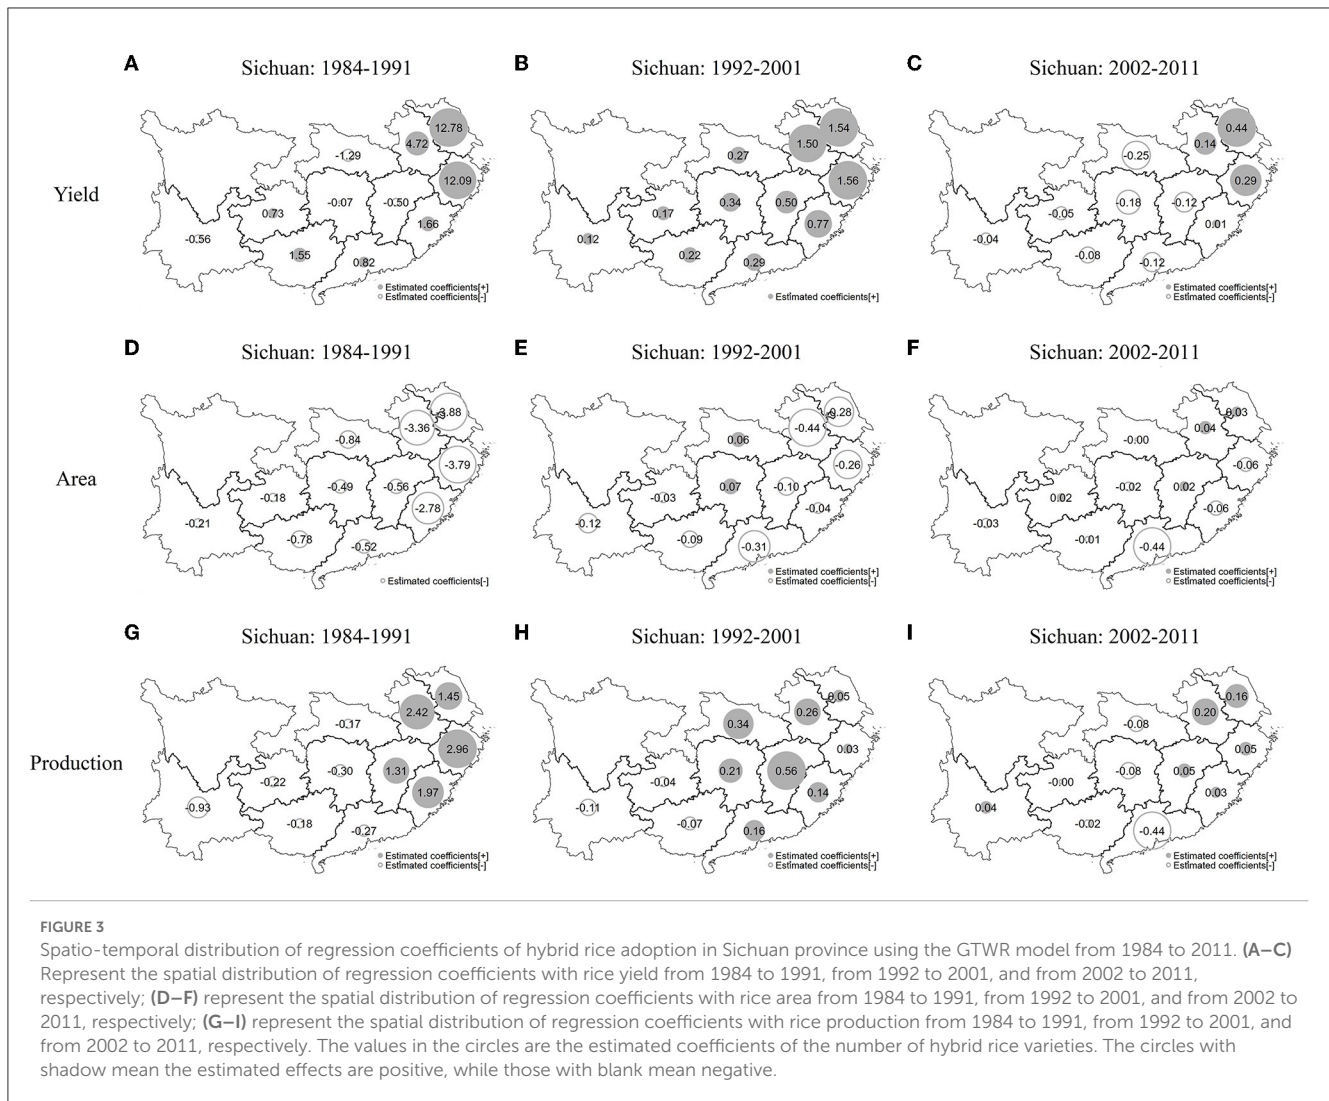 A
Sichuan: 1984-1991
B
Sichuan: 1992-2001
C
Sichuan: 2002-2011
Yield
12.78
4.72
-1.29
12.09
-0.07
-0.50
0.73
1.66
-0.56
1.55
0.82
Estimated coefficients[+]
Estimated coefficients[-]
1.54
1.50
0.27
1.56
0.34
0.50
0.17
0.77
0.12
0.22
0.29
Estimated coefficients[+]
0.44
0.14
-0.25
0.29
-0.18
-0.12
-0.05
0.01
-0.04
-0.08
-0.12
Estimated coefficients[+]
Estimated coefficients[-]
D
Sichuan: 1984-1991
E
Sichuan: 1992-2001
F
Sichuan: 2002-2011
Area
-3.88
-3.36
-0.84
-3.79
-0.49
-0.56
-0.18
-2.78
-0.21
-0.78
-0.52
Estimated coefficients[-]
-0.28
-0.44
0.06
-0.26
0.07
-0.10
-0.03
-0.04
-0.12
-0.09
-0.31
Estimated coefficients[+]
Estimated coefficients[-]
0.03
0.04
-0.00
-0.06
-0.02
0.02
0.02
-0.06
-0.03
-0.01
-0.44
Estimated coefficients[+]
Estimated coefficients[-]
G
Sichuan: 1984-1991
H
Sichuan: 1992-2001
I
Sichuan: 2002-2011
Production
1.45
2.42
-0.17
2.96
-0.30
1.31
-0.22
1.97
-0.93
-0.18
-0.27
Estimated coefficients[+]
Estimated coefficients[-]
0.05
0.26
0.34
0.03
0.21
0.56
-0.04
0.14
-0.11
-0.07
0.16
Estimated coefficients[+]
Estimated coefficients[-]
0.16
0.20
-0.08
0.05
-0.08
0.05
-0.00
0.03
0.04
-0.02
-0.44
Estimated coefficients[+]
Estimated coefficients[-]
FIGURE 3
Spatio-temporal distribution of regression coefficients of hybrid rice adoption in Sichuan province using the GTWR model from 1984 to 2011. (A–C)
Represent the spatial distribution of regression coefficients with rice yield from 1984 to 1991, from 1992 to 2001, and from 2002 to 2011,
respectively; (D–F) represent the spatial distribution of regression coefficients with rice area from 1984 to 1991, from 1992 to 2001, and from 2002 to
2011, respectively; (G–I) represent the spatial distribution of regression coefficients with rice production from 1984 to 1991, from 1992 to 2001, and
from 2002 to 2011, respectively. The values in the circles are the estimated coefficients of the number of hybrid rice varieties. The circles with
shadow mean the estimated effects are positive, while those with blank mean negative.